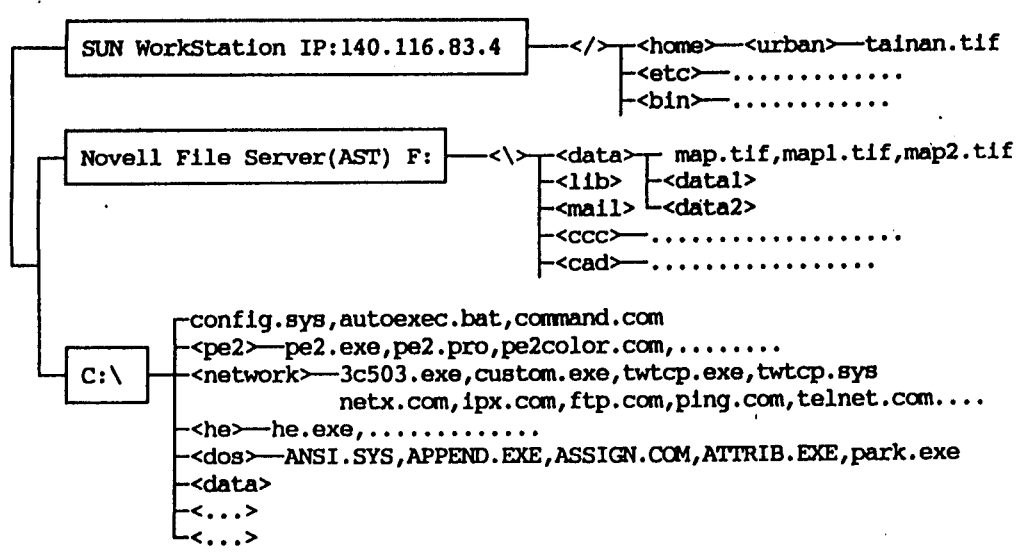 SUN WorkStation IP:140.116.83.4 </> <home> <urban> tainan.tif
<etc> .............
<bin> ............
Novell File Server(AST) F: <\> <data> map.tif,map1.tif,map2.tif
<lib> <data1>
<mail> <data2>
<ccc> ...................
<cad> .................
config.sys,autoexec.bat,command.com
<pe2> pe2.exe,pe2.pro,pe2color.com,........
C:\ <network> 3c503.exe,custom.exe,twtcp.exe,twtcp.sys
netx.com,ipx.com,ftp.com,ping.com,telnet.com....
<he> he.exe,.............
<dos> ANSI.SYS,APPEND.EXE,ASSIGN.COM,ATTRIB.EXE,park.exe
<data>
<...>
<...>